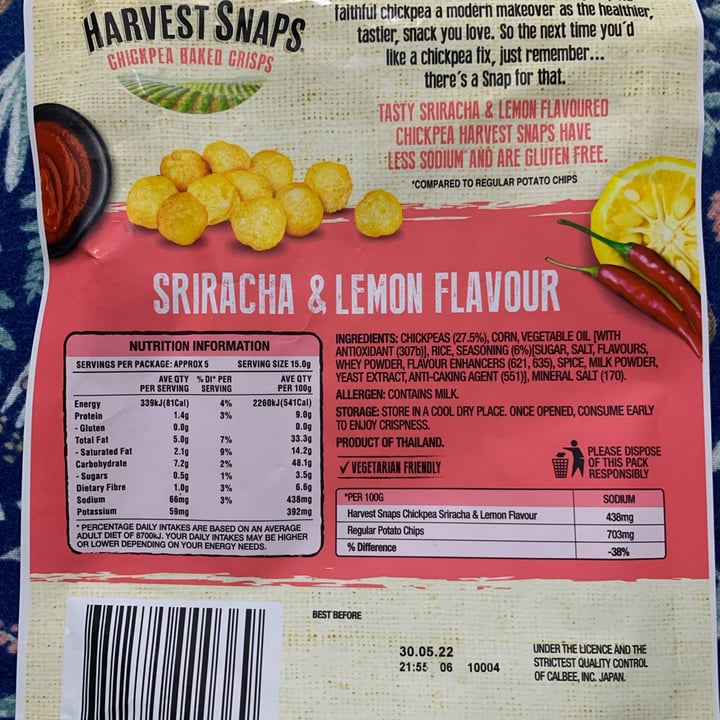 HARVEST SNAPS
CHICKPEA BAKED CRISPS
faithful chickpea a modern makeover as the healthier,
tastier, snack you love. So the next time you'd
like a chickpea fix, just remember...
there's a Snap for that.
TASTY SRIRACHA & LEMON FLAVOURED
CHICKPEA HARVEST SNAPS HAVE
LESS SODIUM* AND ARE GLUTEN FREE.
*COMPARED TO REGULAR POTATO CHIPS
SRIRACHA & LEMON FLAVOUR
NUTRITION INFORMATION
SERVINGS PER PACKAGE: APPROX 5 SERVING SIZE 15.0g
AVE QTY % DI* PER AVE QTY
PER SERVING SERVING PER 100g
Energy 339kJ(81Cal) 4% 2260kJ(541Cal)
Protein 1.4g 3% 9.0g
- Gluten 0.0g 0.0g
Total Fat 5.0g 7% 33.3g
- Saturated Fat 2.1g 9% 14.2g
Carbohydrate 7.2g 2% 48.1g
- Sugars 0.5g 1% 3.5g
Dietary Fibre 1.0g 3% 6.6g
Sodium 66mg 3% 438mg
Potassium 59mg 392mg
* PERCENTAGE DAILY INTAKES ARE BASED ON AN AVERAGE
ADULT DIET OF 8700kJ. YOUR DAILY INTAKES MAY BE HIGHER
OR LOWER DEPENDING ON YOUR ENERGY NEEDS.
INGREDIENTS: CHICKPEAS (27.5%), CORN, VEGETABLE OIL [WITH
ANTIOXIDANT (307b)], RICE, SEASONING (6%)[SUGAR, SALT, FLAVOURS,
WHEY POWDER, FLAVOUR ENHANCERS (621, 635), SPICE, MILK POWDER,
YEAST EXTRACT, ANTI-CAKING AGENT (551)], MINERAL SALT (170).
ALLERGEN: CONTAINS MILK.
STORAGE: STORE IN A COOL DRY PLACE. ONCE OPENED, CONSUME EARLY
TO ENJOY CRISPNESS.
PRODUCT OF THAILAND.
✓ VEGETARIAN FRIENDLY
PLEASE DISPOSE
OF THIS PACK
RESPONSIBLY
*PER 100G SODIUM
Harvest Snaps Chickpea Sriracha & Lemon Flavour 438mg
Regular Potato Chips 703mg
% Difference -38%
BEST BEFORE
30.05.22
21:55 06 10004
UNDER THE LICENCE AND THE
STRICTEST QUALITY CONTROL
OF CALBEE, INC. JAPAN.